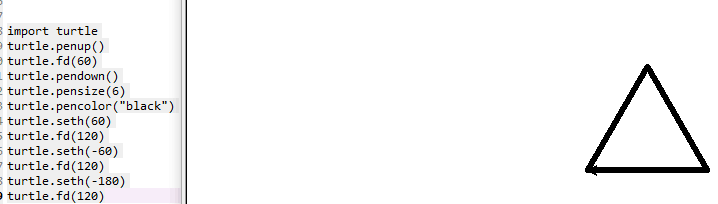 import turtle
turtle.penup()
turtle.fd(60)
turtle.pendown()
turtle.pensize(6)
turtle.pencolor("black")
turtle.seth(60)
turtle.fd(120)
turtle.seth(-60)
turtle.fd(120)
turtle.seth(-180)
turtle.fd(120)